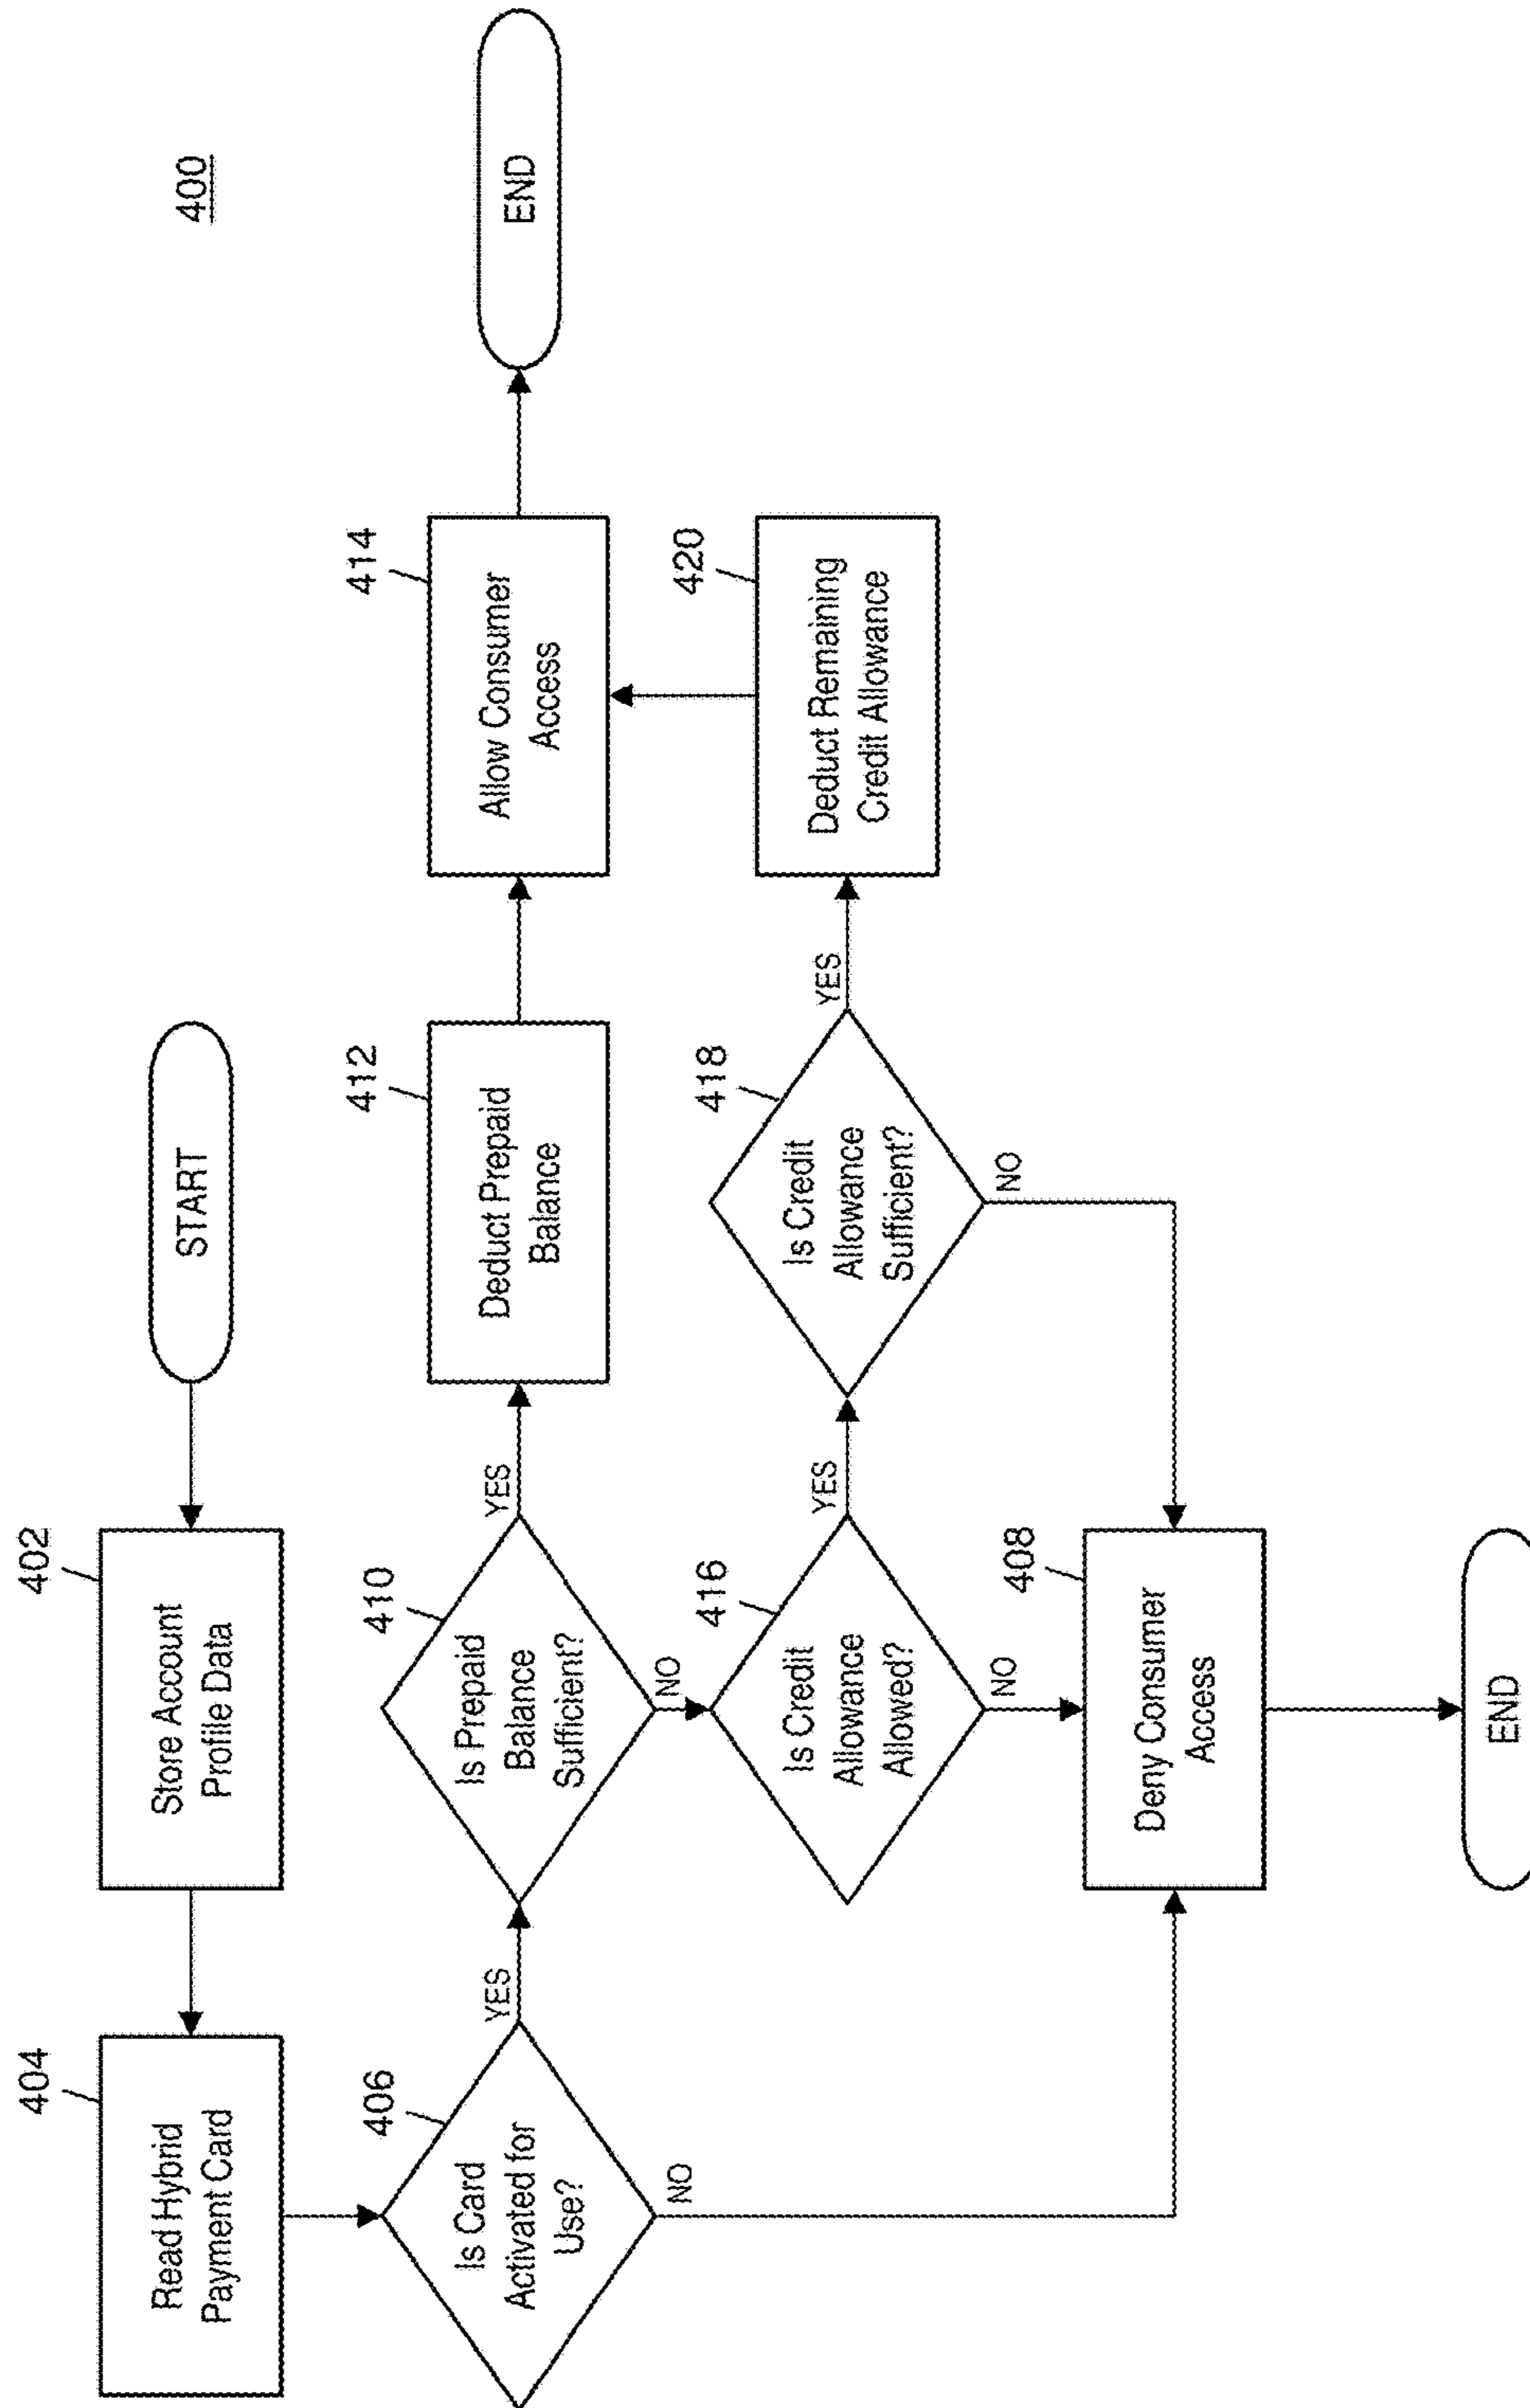 400
START
402
Store Account
Profile Data
404
Read Hybrid
Payment Card
406
Is Card
Activated for
Use?
YES
NO
410
Is Prepaid
Balance
Sufficient?
YES
NO
412
Deduct Prepaid
Balance
414
Allow Consumer
Access
END
416
Is Credit
Allowance
Allowed?
YES
NO
418
Is Credit
Allowance
Sufficient?
YES
NO
420
Deduct Remaining
Credit Allowance
408
Deny Consumer
Access
END